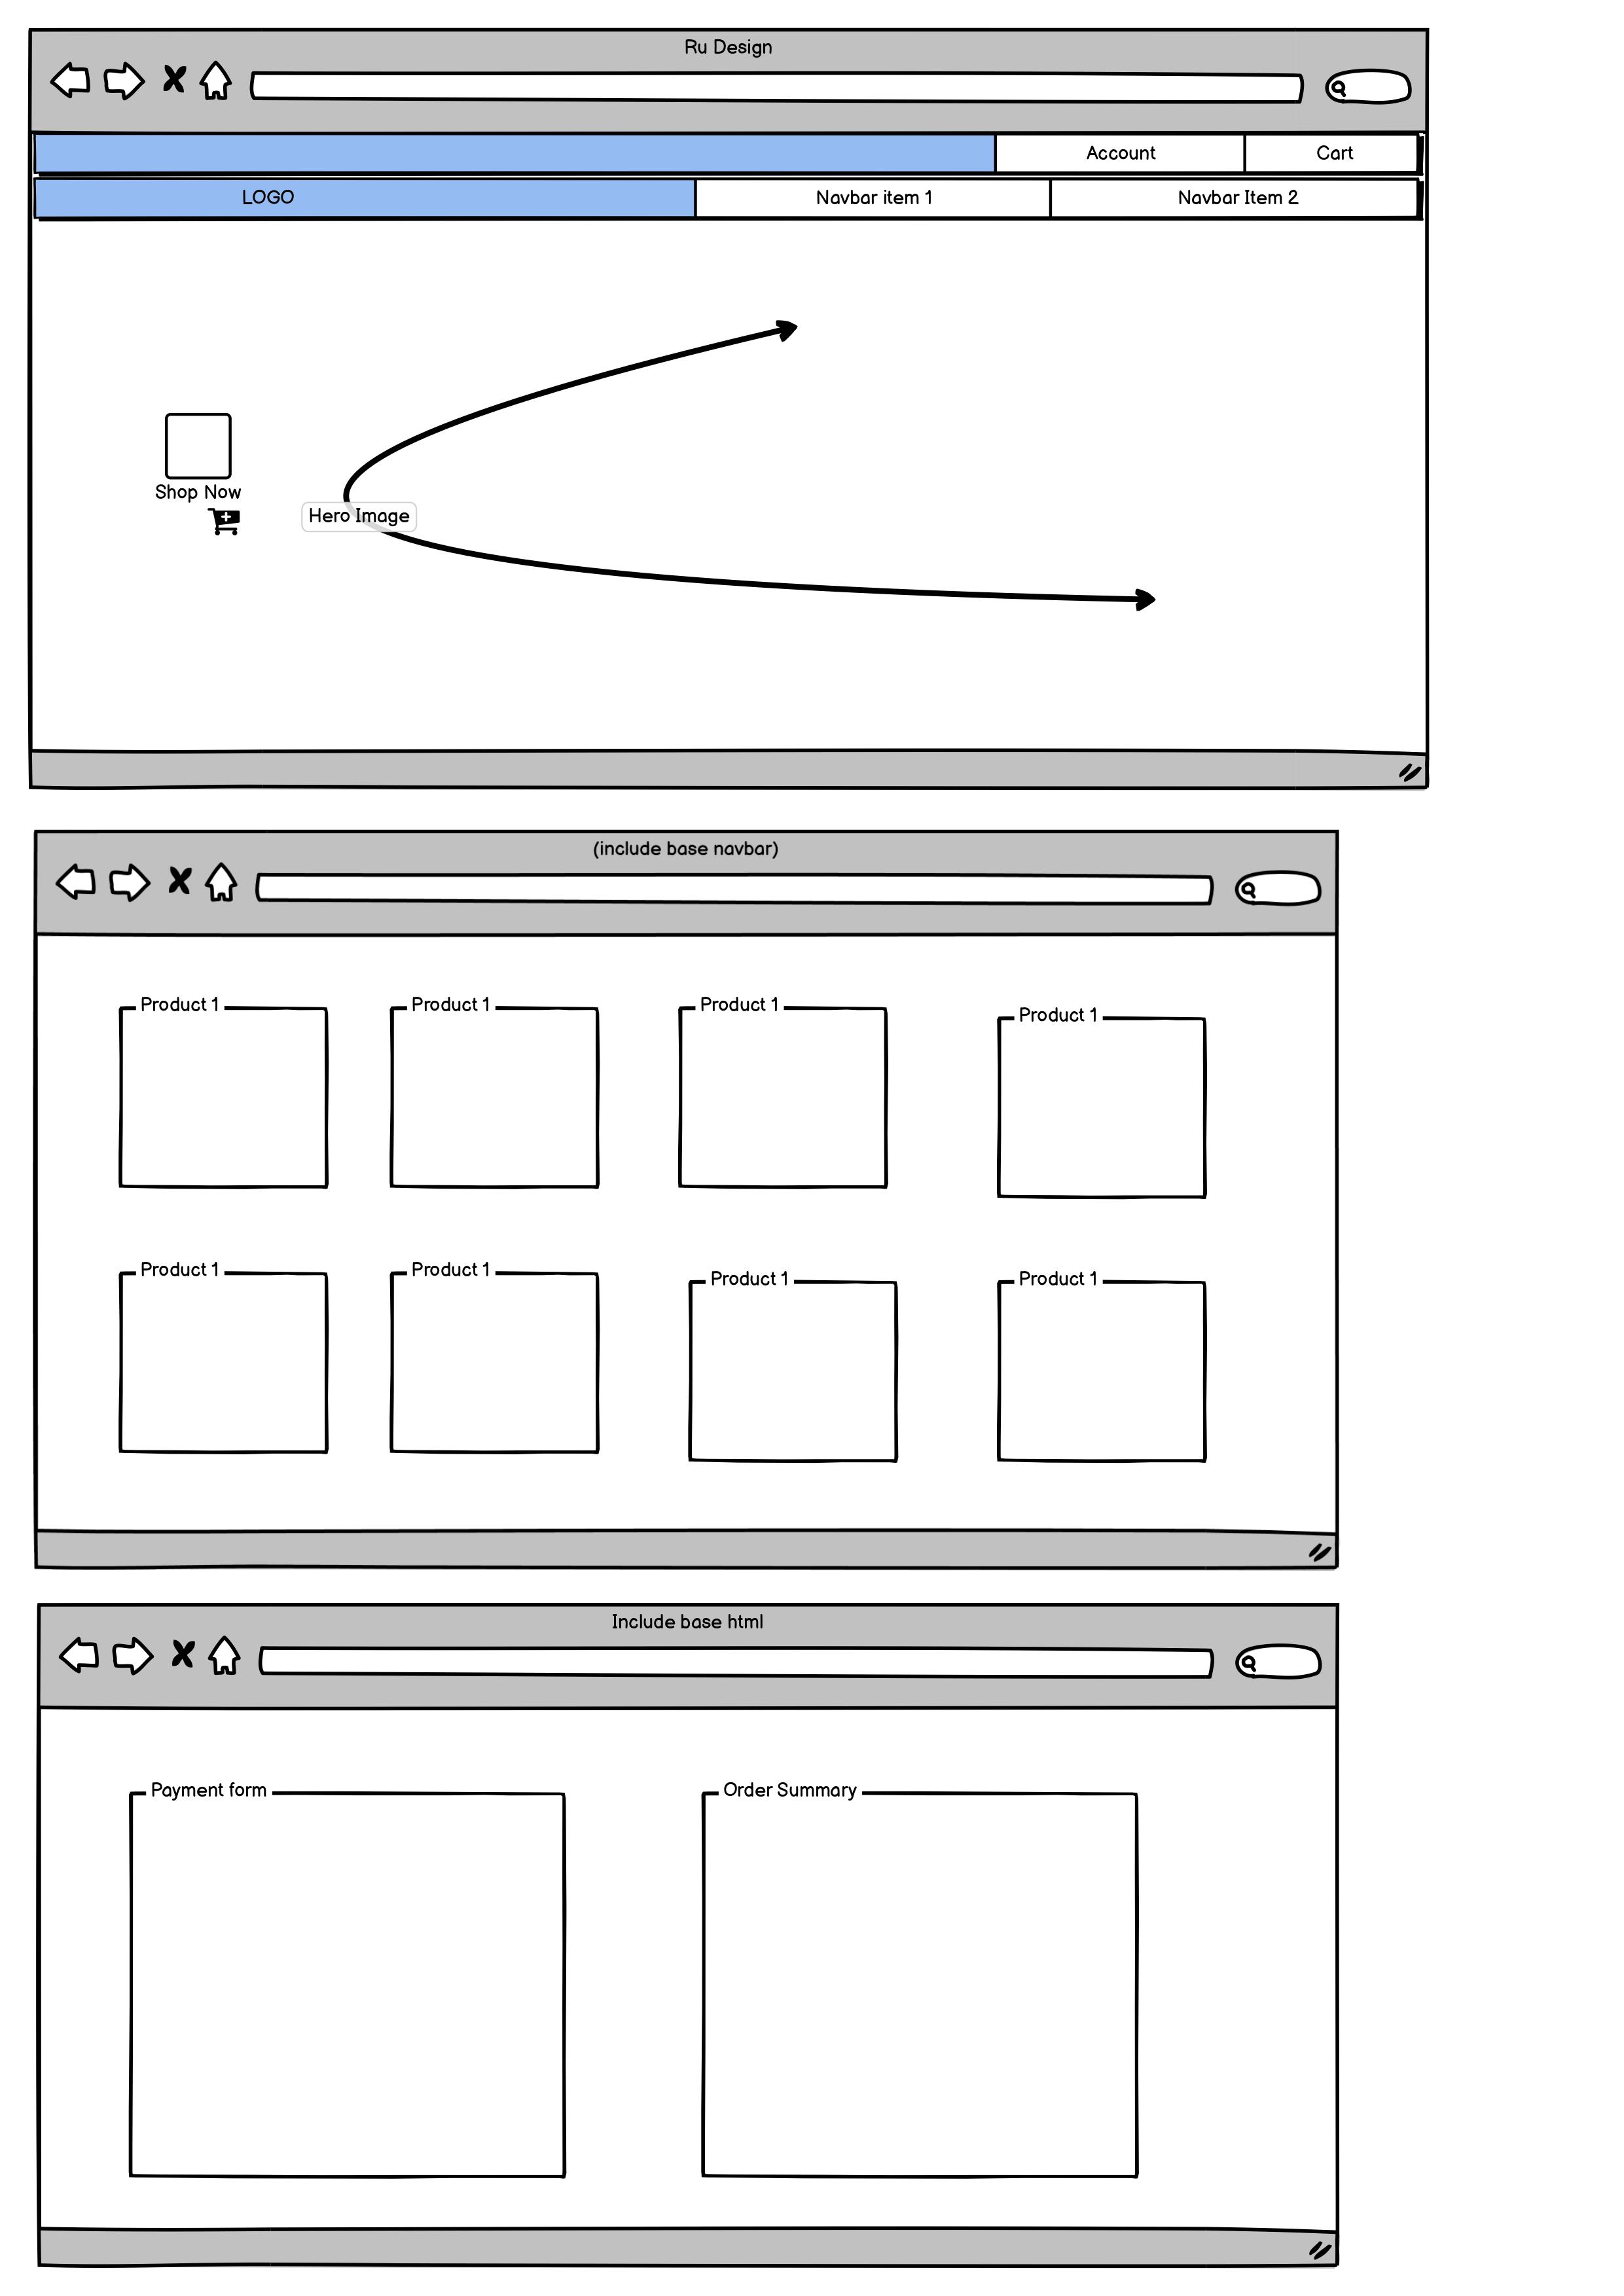 Ru Design
Account Cart
LOGO Navbar item 1 Navbar Item 2
Shop Now
Hero Image
(include base navbar)
Product 1 Product 1 Product 1 Product 1
Product 1 Product 1 Product 1 Product 1
Include base html
Payment form Order Summary